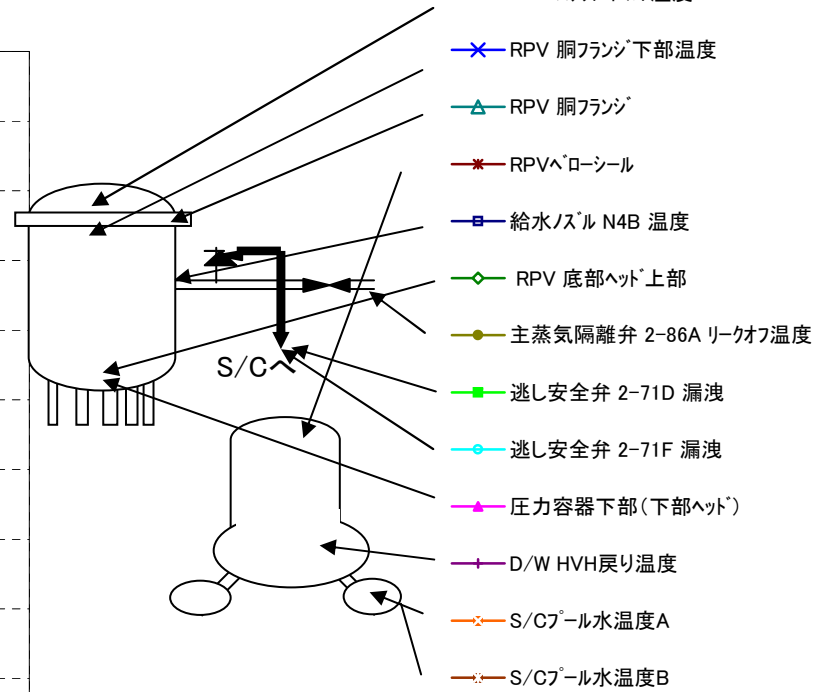 RPV 胴フランジ下部温度
RPV 胴フランジ
RPVベローシール
給水ノズル N4B 温度
RPV 底部ヘッド上部
主蒸気隔離弁 2-86A リークオフ温度
S/Cへ
逃し安全弁 2-71D 漏洩
逃し安全弁 2-71F 漏洩
圧力容器下部(下部ヘッド)
D/W HVH戻り温度
S/Cプール水温度A
S/Cプール水温度B